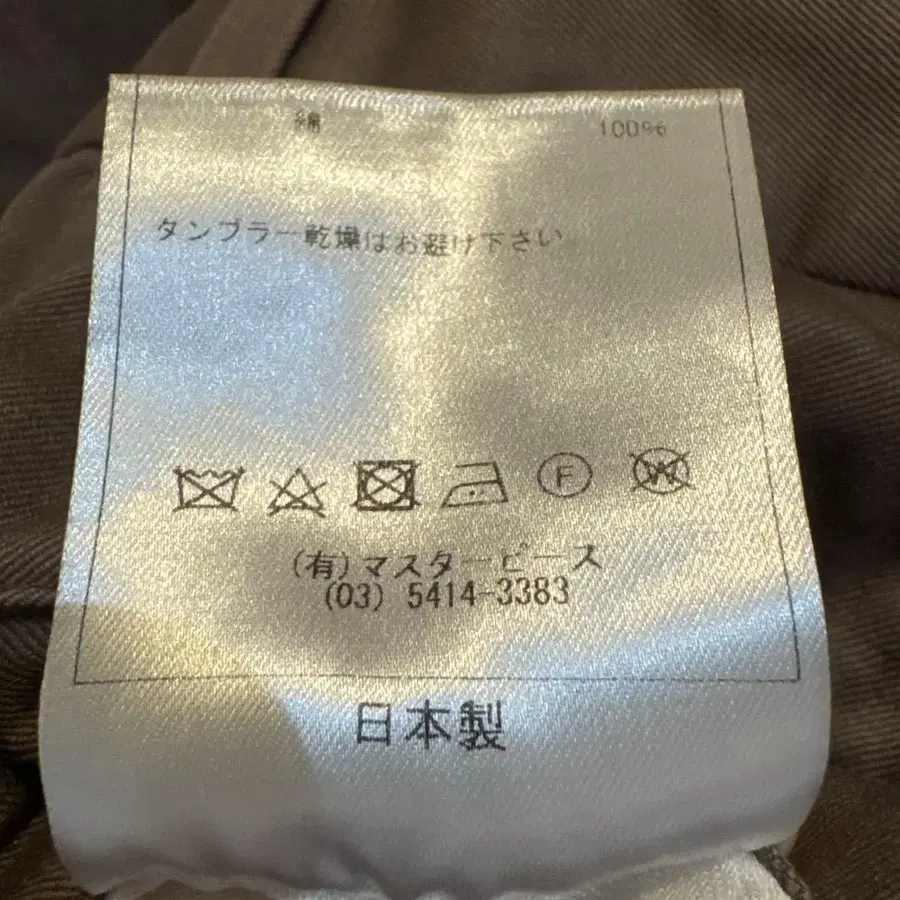 綿 100%
タンブラー乾燥はお避け下さい
F W
(有)マスターピース
(03) 5414-3383
日本製